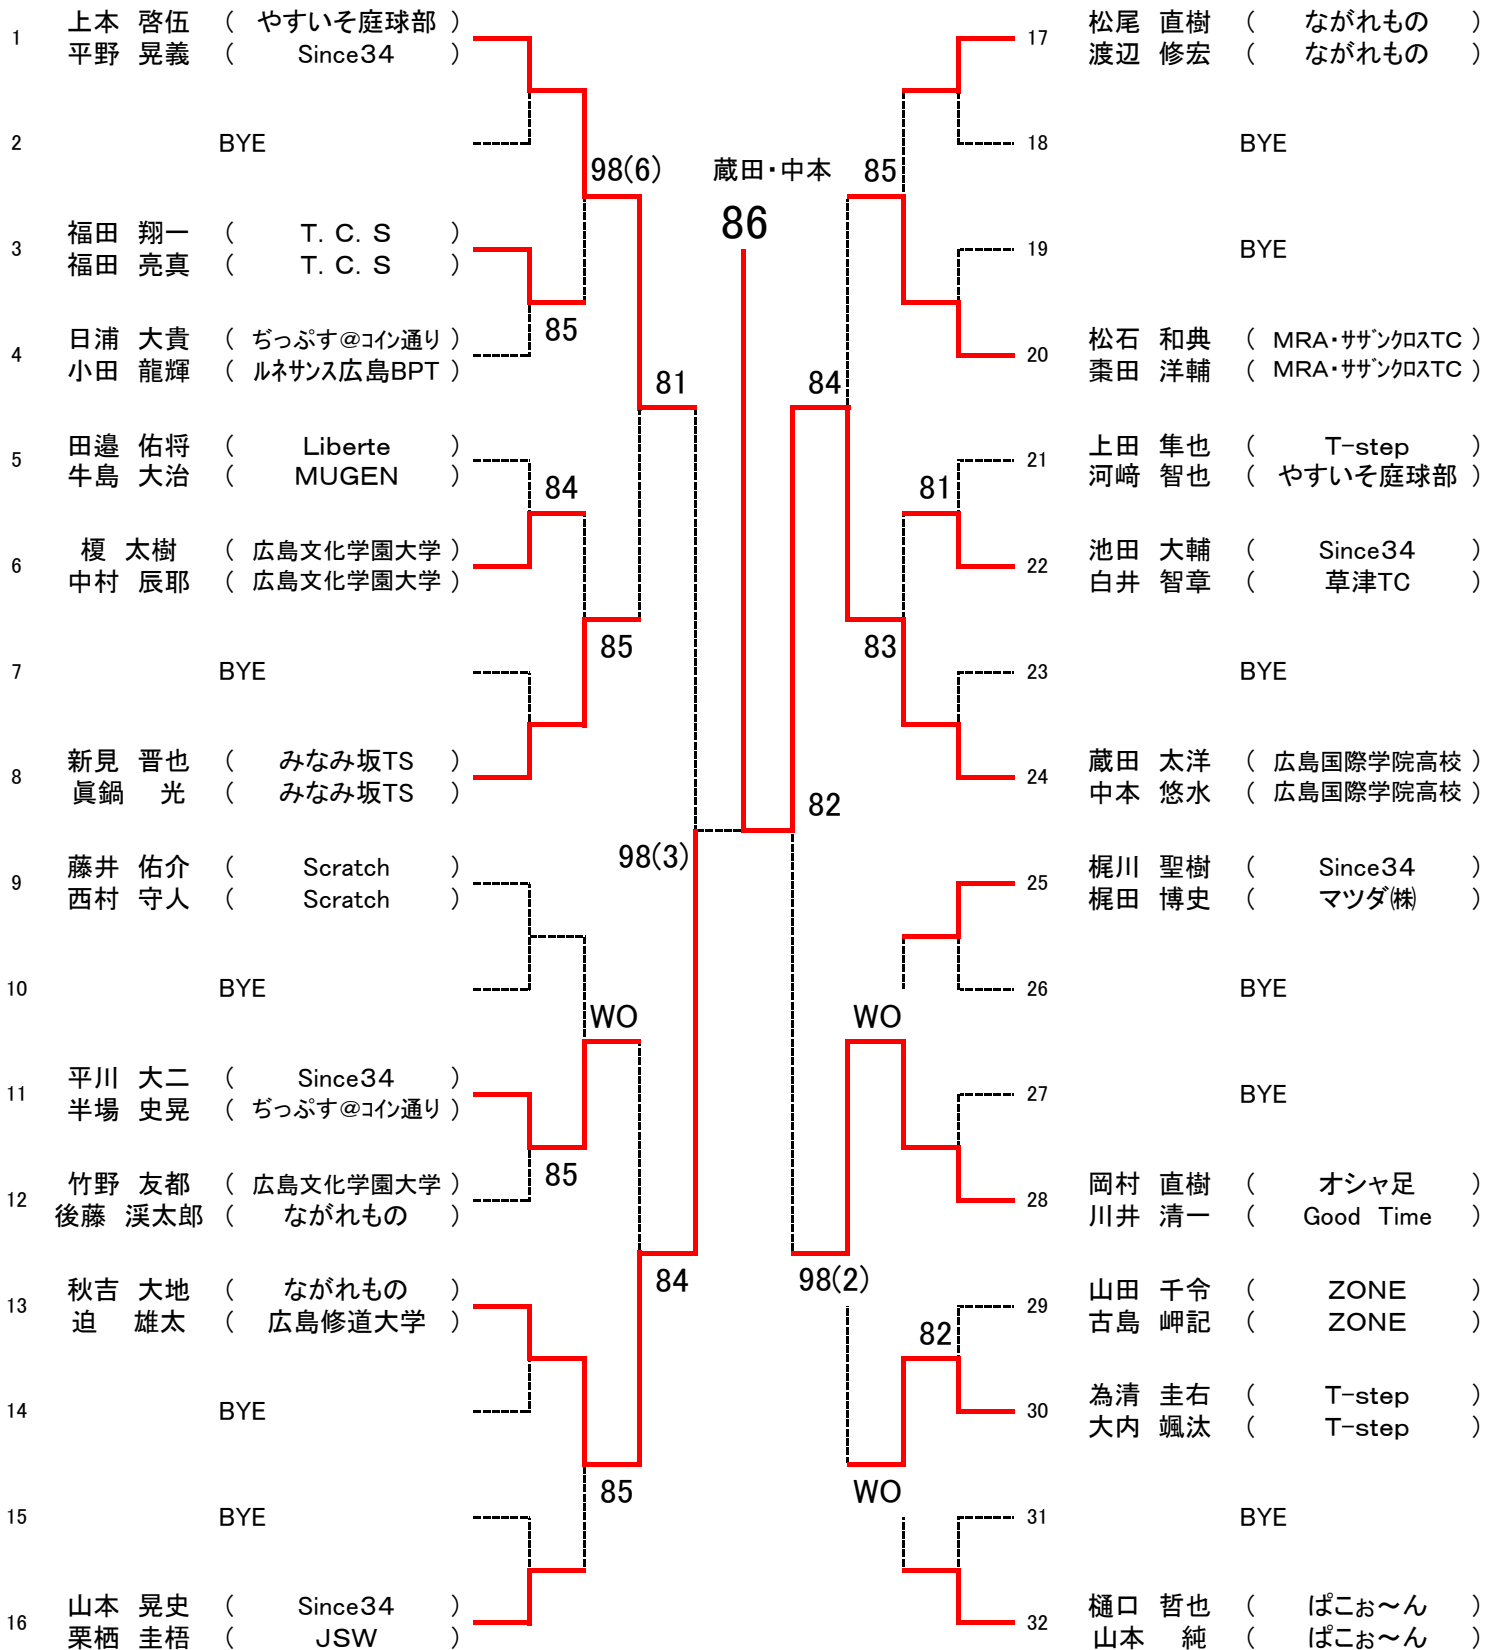 1 上本 啓伍 ( やすいそ庭球部 )
平野 晃義 ( Since34 )
2 BYE
3 福田 翔一 ( T. C. S )
福田 亮真 ( T. C. S )
4 日浦 大貴 ( ぢっぷす@コイン通り )
小田 龍輝 ( ルネサンス広島BPT )
5 田邉 佑将 ( Liberte )
牛島 大治 ( MUGEN )
6 榎 太樹 ( 広島文化学園大学 )
中村 辰耶 ( 広島文化学園大学 )
7 BYE
8 新見 晋也 ( みなみ坂TS )
眞鍋 光 ( みなみ坂TS )
9 藤井 佑介 ( Scratch )
西村 守人 ( Scratch )
10 BYE
11 平川 大二 ( Since34 )
半場 史晃 ( ぢっぷす@コイン通り )
12 竹野 友都 ( 広島文化学園大学 )
後藤 渓太郎 ( ながれもの )
13 秋吉 大地 ( ながれもの )
迫 雄太 ( 広島修道大学 )
14 BYE
15 BYE
16 山本 晃史 ( Since34 )
栗栖 圭梧 ( JSW )
98(6)
85
81
84
85
98(3)
WO
85
84
85
蔵田・中本
86
82
85
84
81
83
WO
98(2)
82
WO
17 松尾 直樹 ( ながれもの )
渡辺 修宏 ( ながれもの )
18 BYE
19 BYE
20 松石 和典 ( MRA・サザンクロスTC )
棗田 洋輔 ( MRA・サザンクロスTC )
21 上田 隼也 ( T-step )
河﨑 智也 ( やすいそ庭球部 )
22 池田 大輔 ( Since34 )
白井 智章 ( 草津TC )
23 BYE
24 蔵田 太洋 ( 広島国際学院高校 )
中本 悠水 ( 広島国際学院高校 )
25 梶川 聖樹 ( Since34 )
梶田 博史 ( マツダ㈱ )
26 BYE
27 BYE
28 岡村 直樹 ( オシャ足 )
川井 清一 ( Good Time )
29 山田 千令 ( ZONE )
古島 岬記 ( ZONE )
30 為清 圭右 ( T-step )
大内 颯汰 ( T-step )
31 BYE
32 樋口 哲也 ( ぱこぉ～ん )
山本 純 ( ぱこぉ～ん )